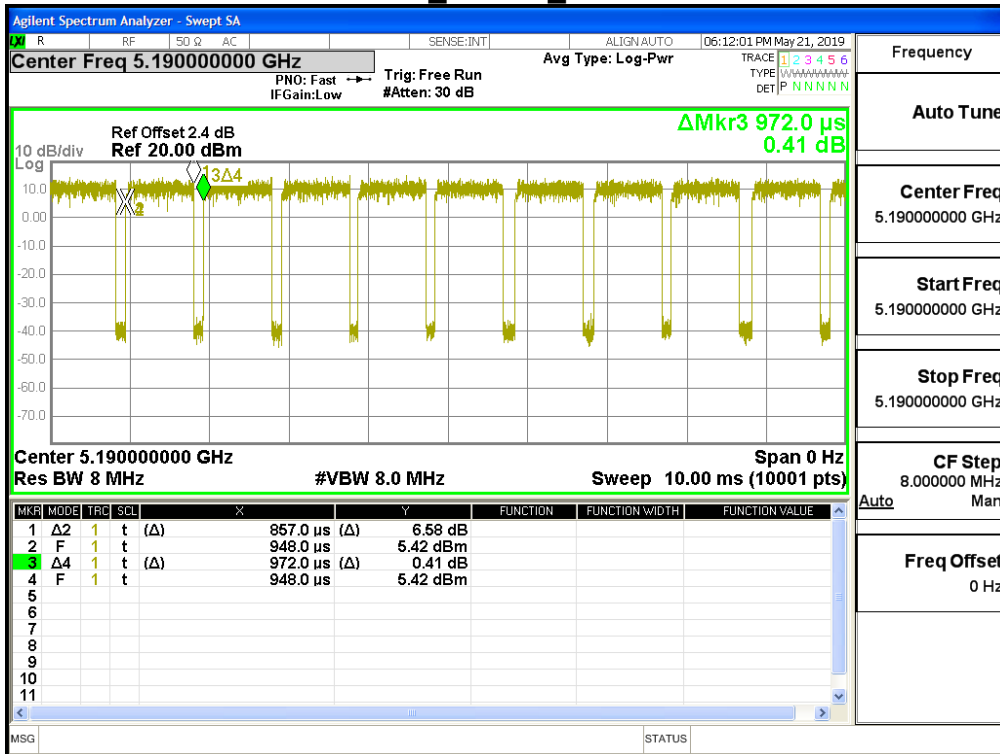 Agilent Spectrum Analyzer - Swept SA
LXI R RF 50 Ω AC SENSE:INT ALIGN AUTO 06:12:01 PM May 21, 2019
Center Freq 5.190000000 GHz
PNO: Fast
IFGain:Low
Trig: Free Run
#Atten: 30 dB
Avg Type: Log-Pwr
TRACE 1 2 3 4 5 6
TYPE
DET P N N N N N
Ref Offset 2.4 dB
Ref 20.00 dBm
ΔMkr3 972.0 µs
0.41 dB
10 dB/div
Log
10.0
0.00
-10.0
-20.0
-30.0
-40.0
-50.0
-60.0
-70.0
1
3Δ4
2
Center 5.190000000 GHz Span 0 Hz
Res BW 8 MHz #VBW 8.0 MHz Sweep 10.00 ms (10001 pts)
MKR MODE TRC SCL X Y FUNCTION FUNCTION WIDTH FUNCTION VALUE
1 Δ2 1 t (Δ) 857.0 µs (Δ) 6.58 dB
2 F 1 t 948.0 µs 5.42 dBm
3 Δ4 1 t (Δ) 972.0 µs (Δ) 0.41 dB
4 F 1 t 948.0 µs 5.42 dBm
5
6
7
8
9
10
11
MSG STATUS
Frequency
Auto Tune
Center Freq
5.190000000 GHz
Start Freq
5.190000000 GHz
Stop Freq
5.190000000 GHz
CF Step
8.000000 MHz
Auto Man
Freq Offset
0 Hz